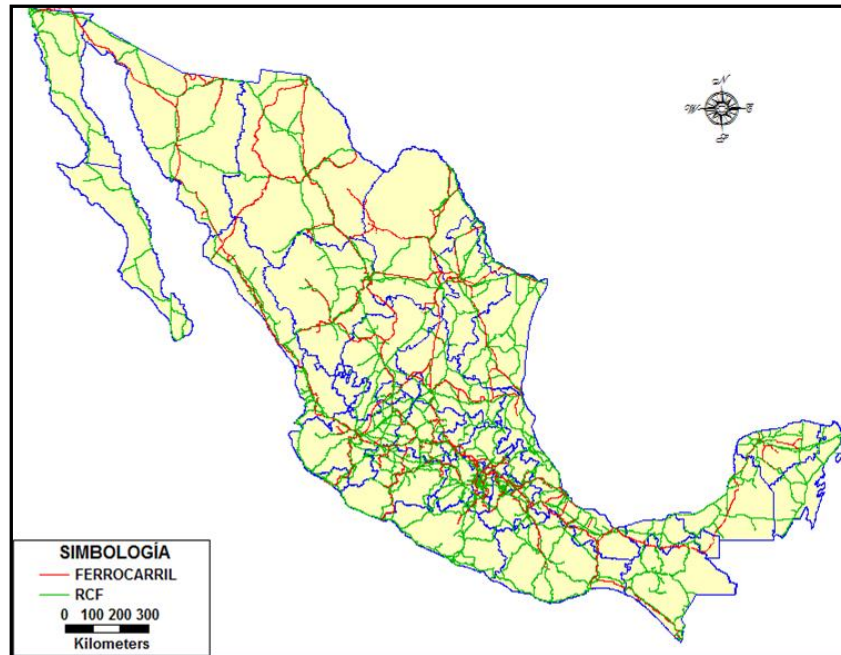 N
SIMBOLOGÍA
FERROCARRIL
RCF
0 100 200 300
Kilometers